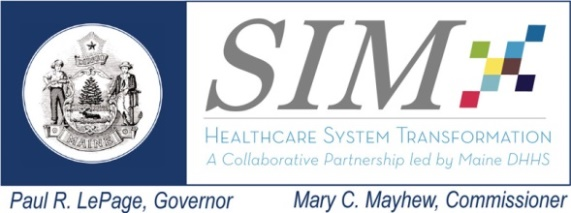 MAINE
SIM
HEALTHCARE SYSTEM TRANSFORMATION
A Collaborative Partnership led by Maine DHHS
Paul R. LePage, Governor Mary C. Mayhew, Commissioner